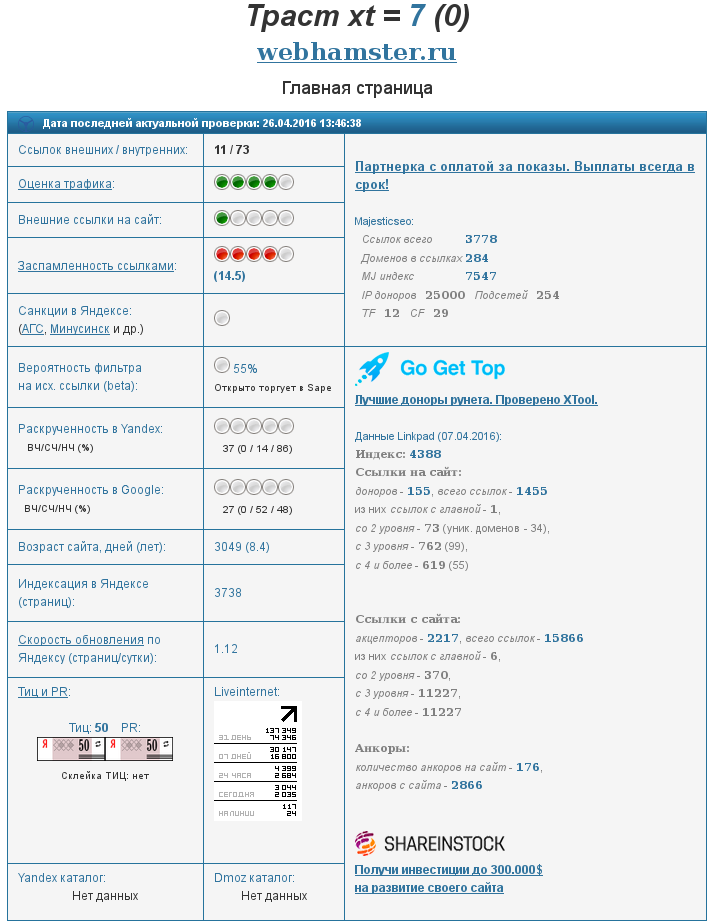 Траст xt = 7 (0)
webhamster.ru
Главная страница
Дата последней актуальной проверки: 26.04.2016 13:46:38
Ссылок внешних / внутренних:
11 / 73
Оценка трафика:
Внешние ссылки на сайт:
Заспамленность ссылками:
(14.5)
Санкции в Яндексе:
(АГС, Минусинск и др.)
Вероятность фильтра
на исх. ссылки (beta):
55%
Открыто торгует в Sape
Раскрученность в Yandex:
ВЧ/СЧ/НЧ (%)
37 (0 / 14 / 86)
Раскрученность в Google:
ВЧ/СЧ/НЧ (%)
27 (0 / 52 / 48)
Возраст сайта, дней (лет):
3049 (8.4)
Индексация в Яндексе
(страниц):
3738
Скорость обновления по
Яндексу (страниц/сутки):
1.12
Тиц и PR:
Тиц: 50 PR:
Я 50 Я 50
Склейка ТИЦ: нет
Liveinternet:
31 ДЕНЬ 137 349
74 346
07 ДНЕЙ 30 147
16 800
24 ЧАСА 4 399
2 684
СЕГОДНЯ 3 044
2 035
НА ЛИНИИ 117
24
Yandex каталог:
Нет данных
Dmoz каталог:
Нет данных
Партнерка с оплатой за показы. Выплаты всегда в
срок!
Majesticseo:
Ссылок всего 3778
Доменов в ссылках 284
MJ индекс 7547
IP доноров 25000 Подсетей 254
TF 12 CF 29
Go Get Top
Лучшие доноры рунета. Проверено XTool.
Данные Linkpad (07.04.2016):
Индекс: 4388
Ссылки на сайт:
доноров - 155, всего ссылок - 1455
из них ссылок с главной - 1,
со 2 уровня - 73 (уник. доменов - 34),
с 3 уровня - 762 (99),
с 4 и более - 619 (55)
Ссылки с сайта:
акцепторов - 2217, всего ссылок - 15866
из них ссылок с главной - 6,
со 2 уровня - 370,
с 3 уровня - 11227,
с 4 и более - 11227
Анкоры:
количество анкоров на сайт - 176,
анкоров с сайта - 2866
SHAREINSTOCK
Получи инвестиции до 300.000$
на развитие своего сайта